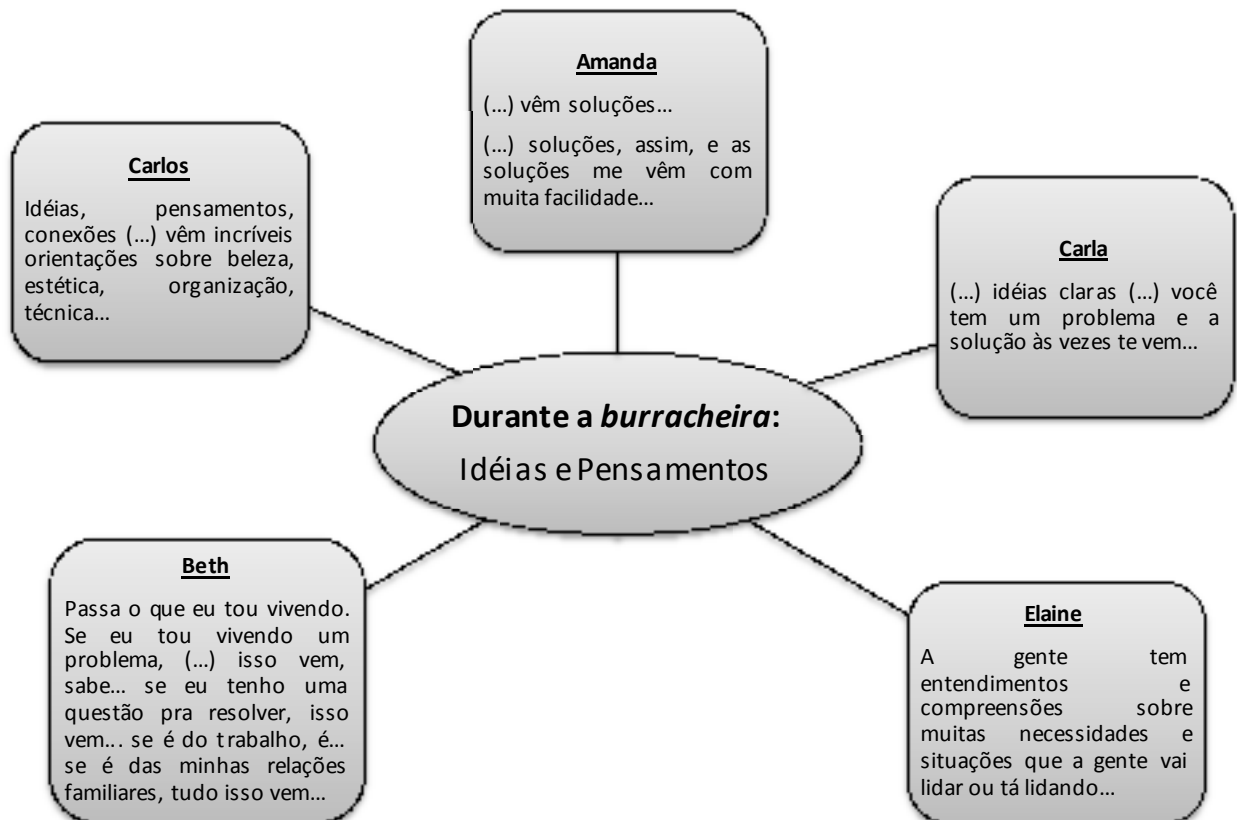 Amanda
(...) vêm soluções...
(...) soluções, assim, e as
soluções me vêm com
muita facilidade...
Carlos
Idéias, pensamentos,
conexões (...) vêm incríveis
orientações sobre beleza,
estética, organização,
técnica...
Carla
(...) idéias claras (...) você
tem um problema e a
solução às vezes te vem...
Durante a burracheira:
Idéias e Pensamentos
Beth
Passa o que eu tou vivendo.
Se eu tou vivendo um
problema, (...) isso vem,
sabe... se eu tenho uma
questão pra resolver, isso
vem... se é do trabalho, é...
se é das minhas relações
familiares, tudo isso vem...
Elaine
A gente tem
entendimentos e
compreensões sobre
muitas necessidades e
situações que a gente vai
lidar ou tá lidando...